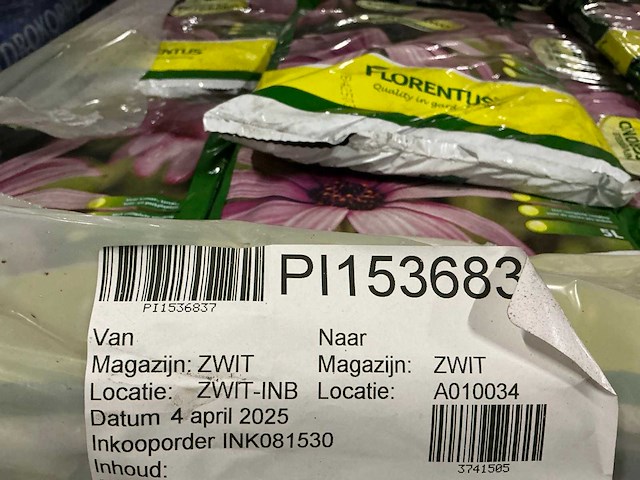 FLORENTUS
Quality in
5L
PI153683
PI1536837
Van Naar
Magazijn: ZWIT Magazijn: ZWIT
Locatie: ZWIT-INB Locatie: A010034
Datum 4 april 2025
Inkooporder INK081530
3741505
Inhoud: